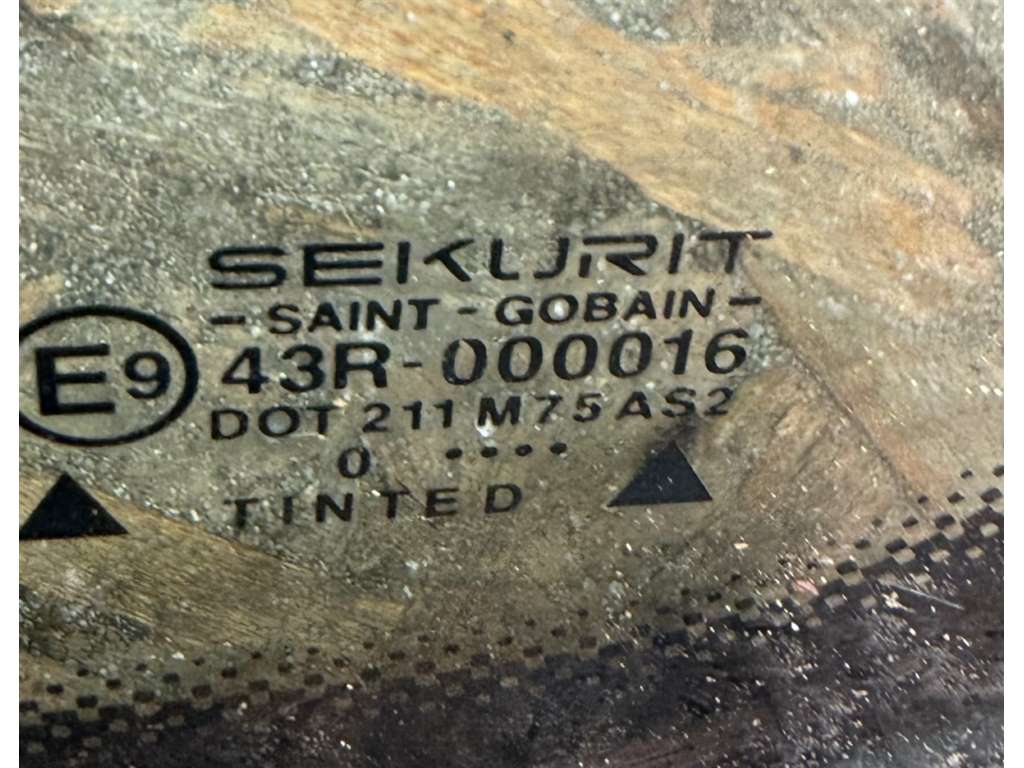 SEKURIT
- SAINT - GOBAIN -
E9 43R-000016
DOT 211 M75 AS2
0 ....
TINTED